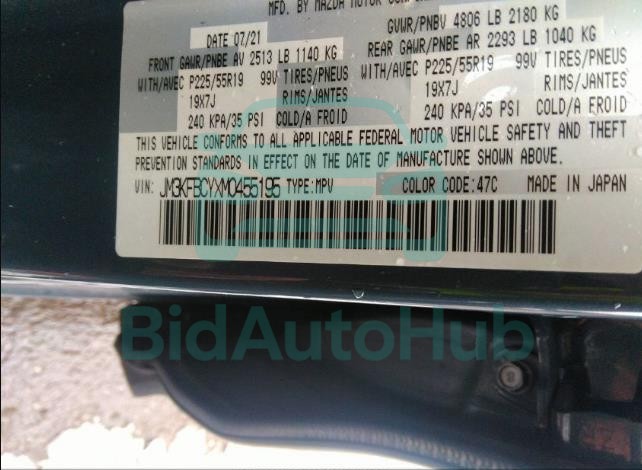 MFD. BY MAZDA MOTOR
DATE 07/21
GVWR/PNBV 4806 LB 2180 KG
FRONT GAWR/PNBE AV 2513 LB 1140 KG
REAR GAWR/PNBE AR 2293 LB 1040 KG
WITH/AVEC P225/55R19 99V TIRES/PNEUS
WITH/AVEC P225/55R19 99V TIRES/PNEUS
19X7J RIMS/JANTES
19X7J RIMS/JANTES
240 KPA/35 PSI COLD/A FROID
240 KPA/35 PSI COLD/A FROID
THIS VEHICLE CONFORMS TO ALL APPLICABLE FEDERAL MOTOR VEHICLE SAFETY AND THEFT
PREVENTION STANDARDS IN EFFECT ON THE DATE OF MANUFACTURE SHOWN ABOVE.
VIN: JM3KFBCYXM0455195 TYPE:MPV COLOR CODE:47C MADE IN JAPAN
BidAutoHub